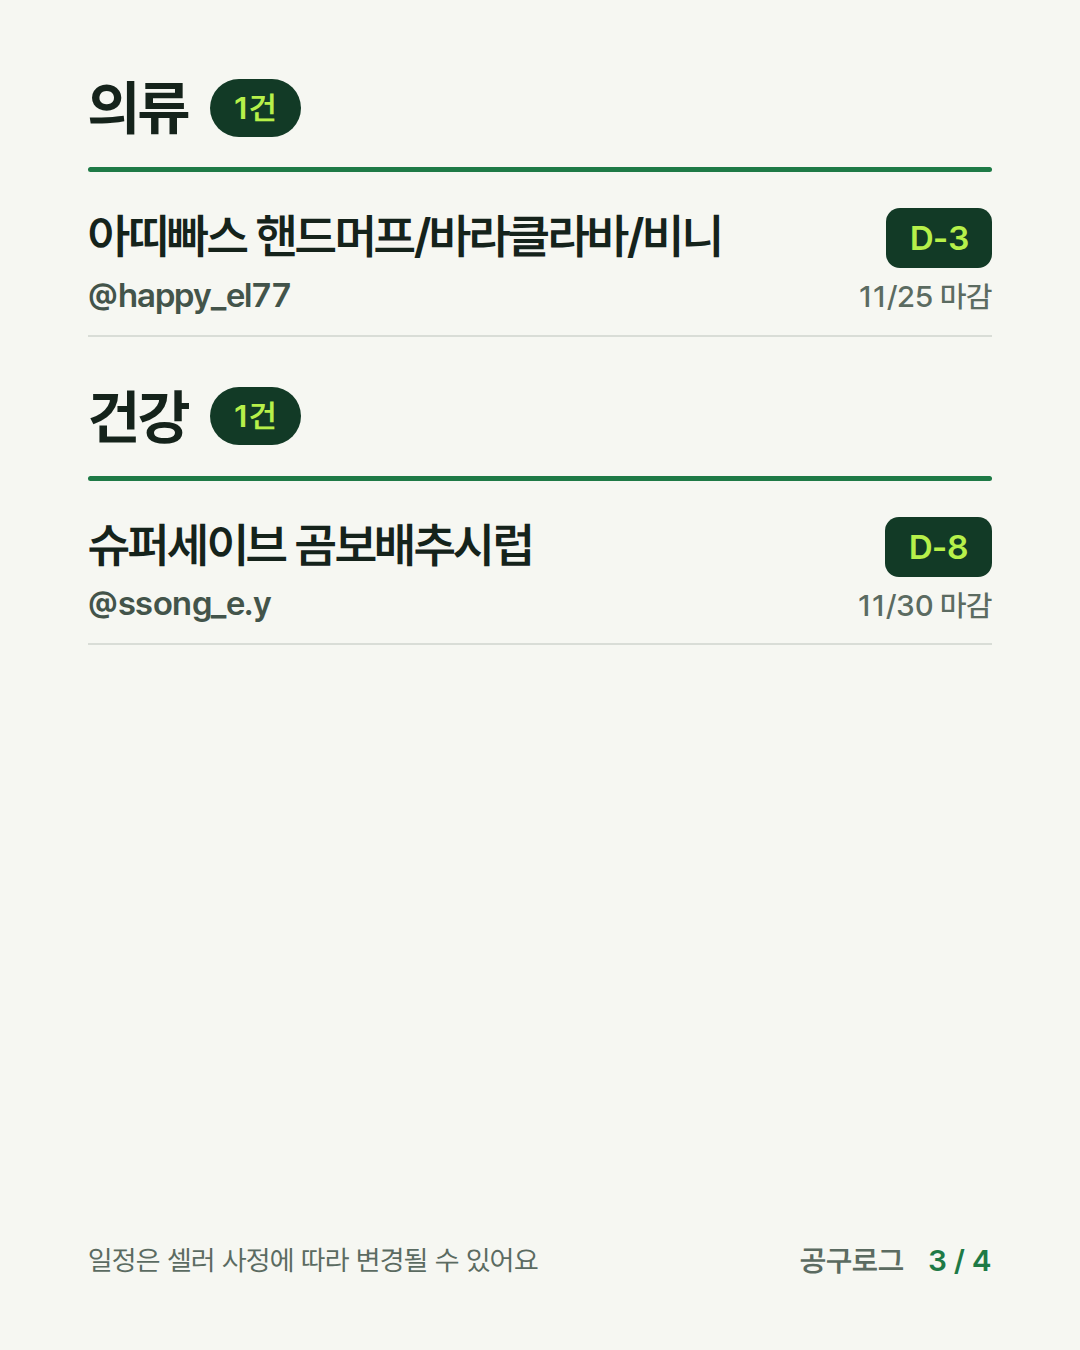 의류 1건
아띠빠스 핸드머프/바라클라바/비니 D-3
@happy_el77 11/25 마감
건강 1건
슈퍼세이브 곰보배추시럽 D-8
@ssong_e.y 11/30 마감
일정은 셀러 사정에 따라 변경될 수 있어요 공구로그 3 / 4